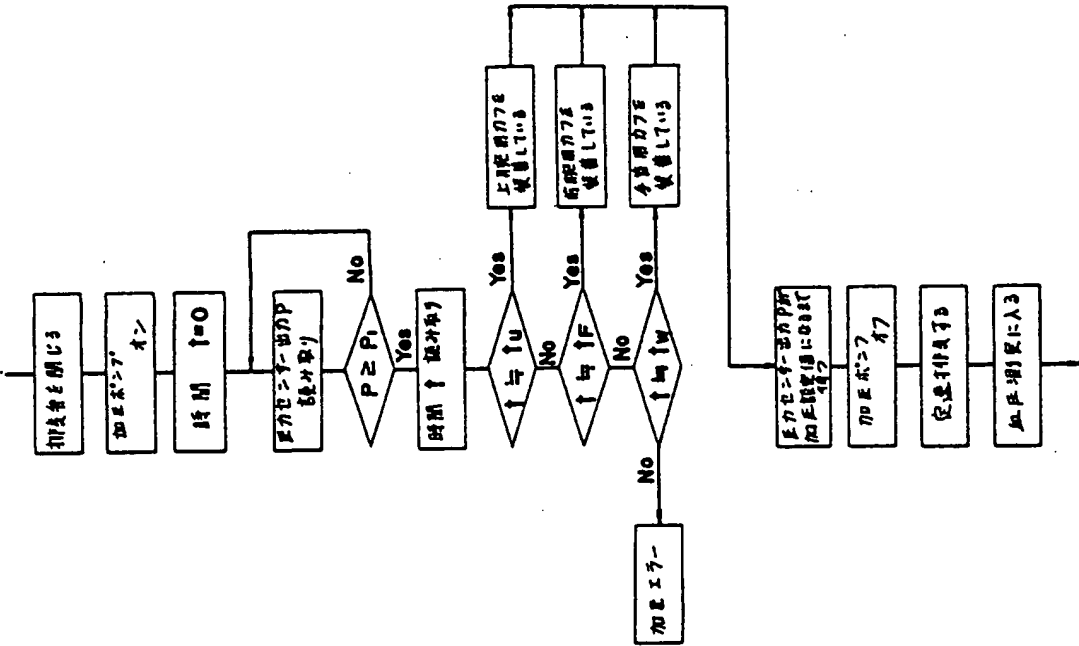 排気者を閉じる
加圧ポンプ
オン
時間 t=0
圧力センサー出力P
読み取り
P ≥ P₁
No
Yes
時間 t 読み取り
t ≒ tU
Yes
上腕用カフを
装着している
No
t ≒ tF
Yes
前腕用カフを
装着している
No
t ≒ tW
Yes
手首用カフを
装着している
No
加圧エラー
圧力センサー出力Pが
加圧設定値になるまで
待つ
加圧ポンプ
オフ
定速排気する
血圧測定に入る